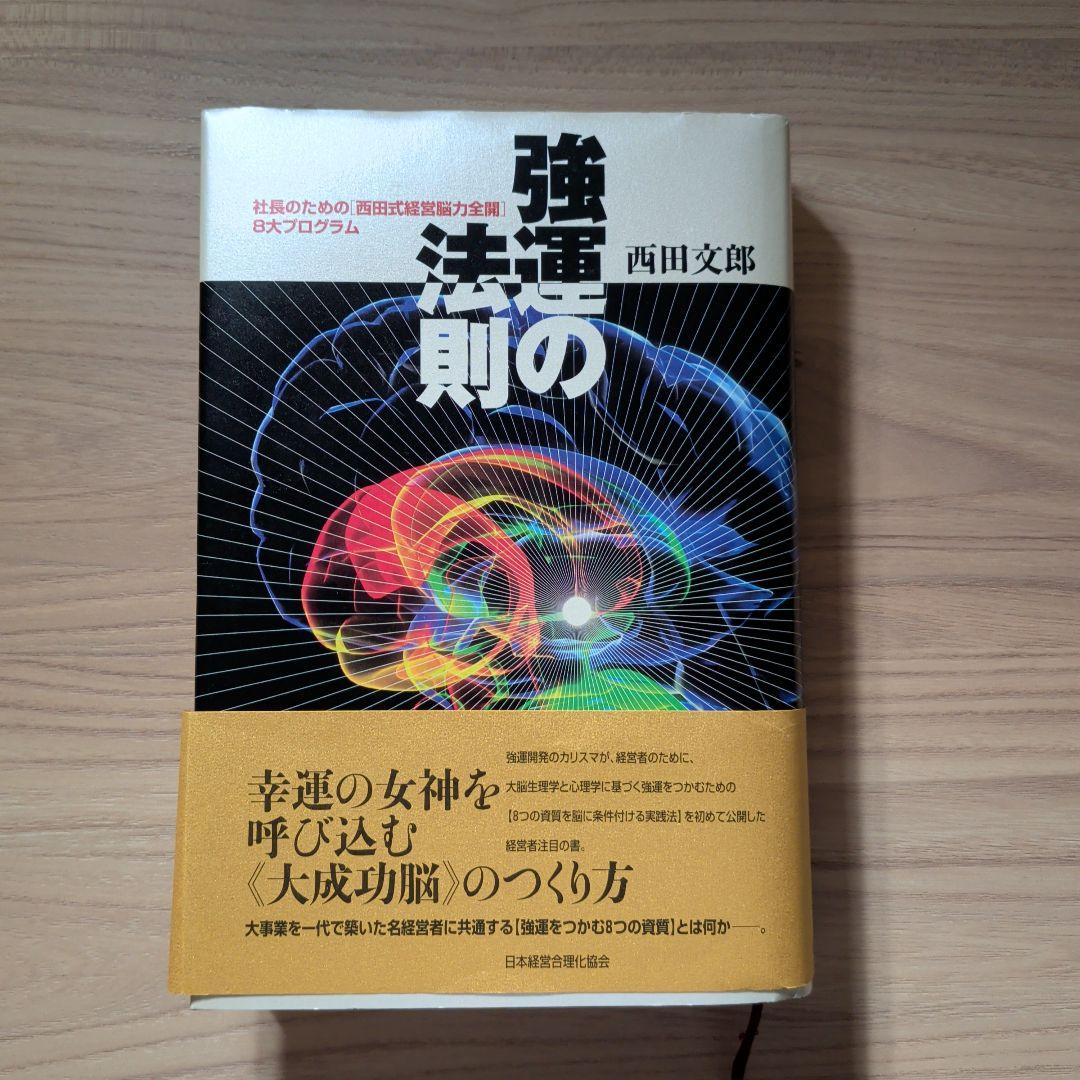 強運の
法則
社長のための[西田式経営脳力全開]
8大プログラム
西田文郎
幸運の女神を
呼び込む
《大成功脳》のつくり方
強運開発のカリスマが、経営者のために、
大脳生理学と心理学に基づく強運をつかむための
【8つの資質を脳に条件付ける実践法】を初めて公開した
経営者注目の書。
大事業を一代で築いた名経営者に共通する【強運をつかむ8つの資質】とは何か――。
日本経営合理化協会